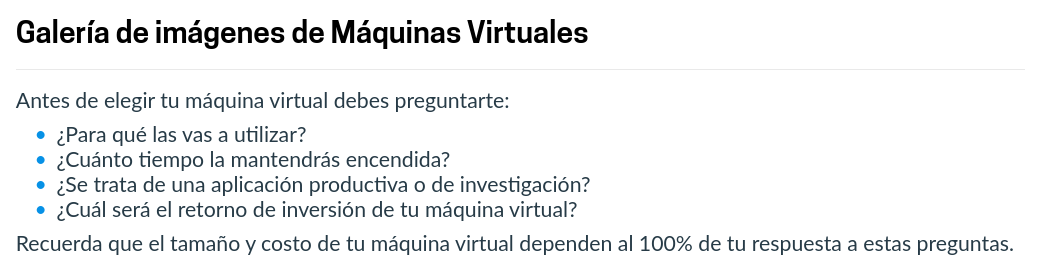 Galería de imágenes de Máquinas Virtuales
Antes de elegir tu máquina virtual debes preguntarte:
• ¿Para qué las vas a utilizar?
• ¿Cuánto tiempo la mantendrás encendida?
• ¿Se trata de una aplicación productiva o de investigación?
• ¿Cuál será el retorno de inversión de tu máquina virtual?
Recuerda que el tamaño y costo de tu máquina virtual dependen al 100% de tu respuesta a estas preguntas.